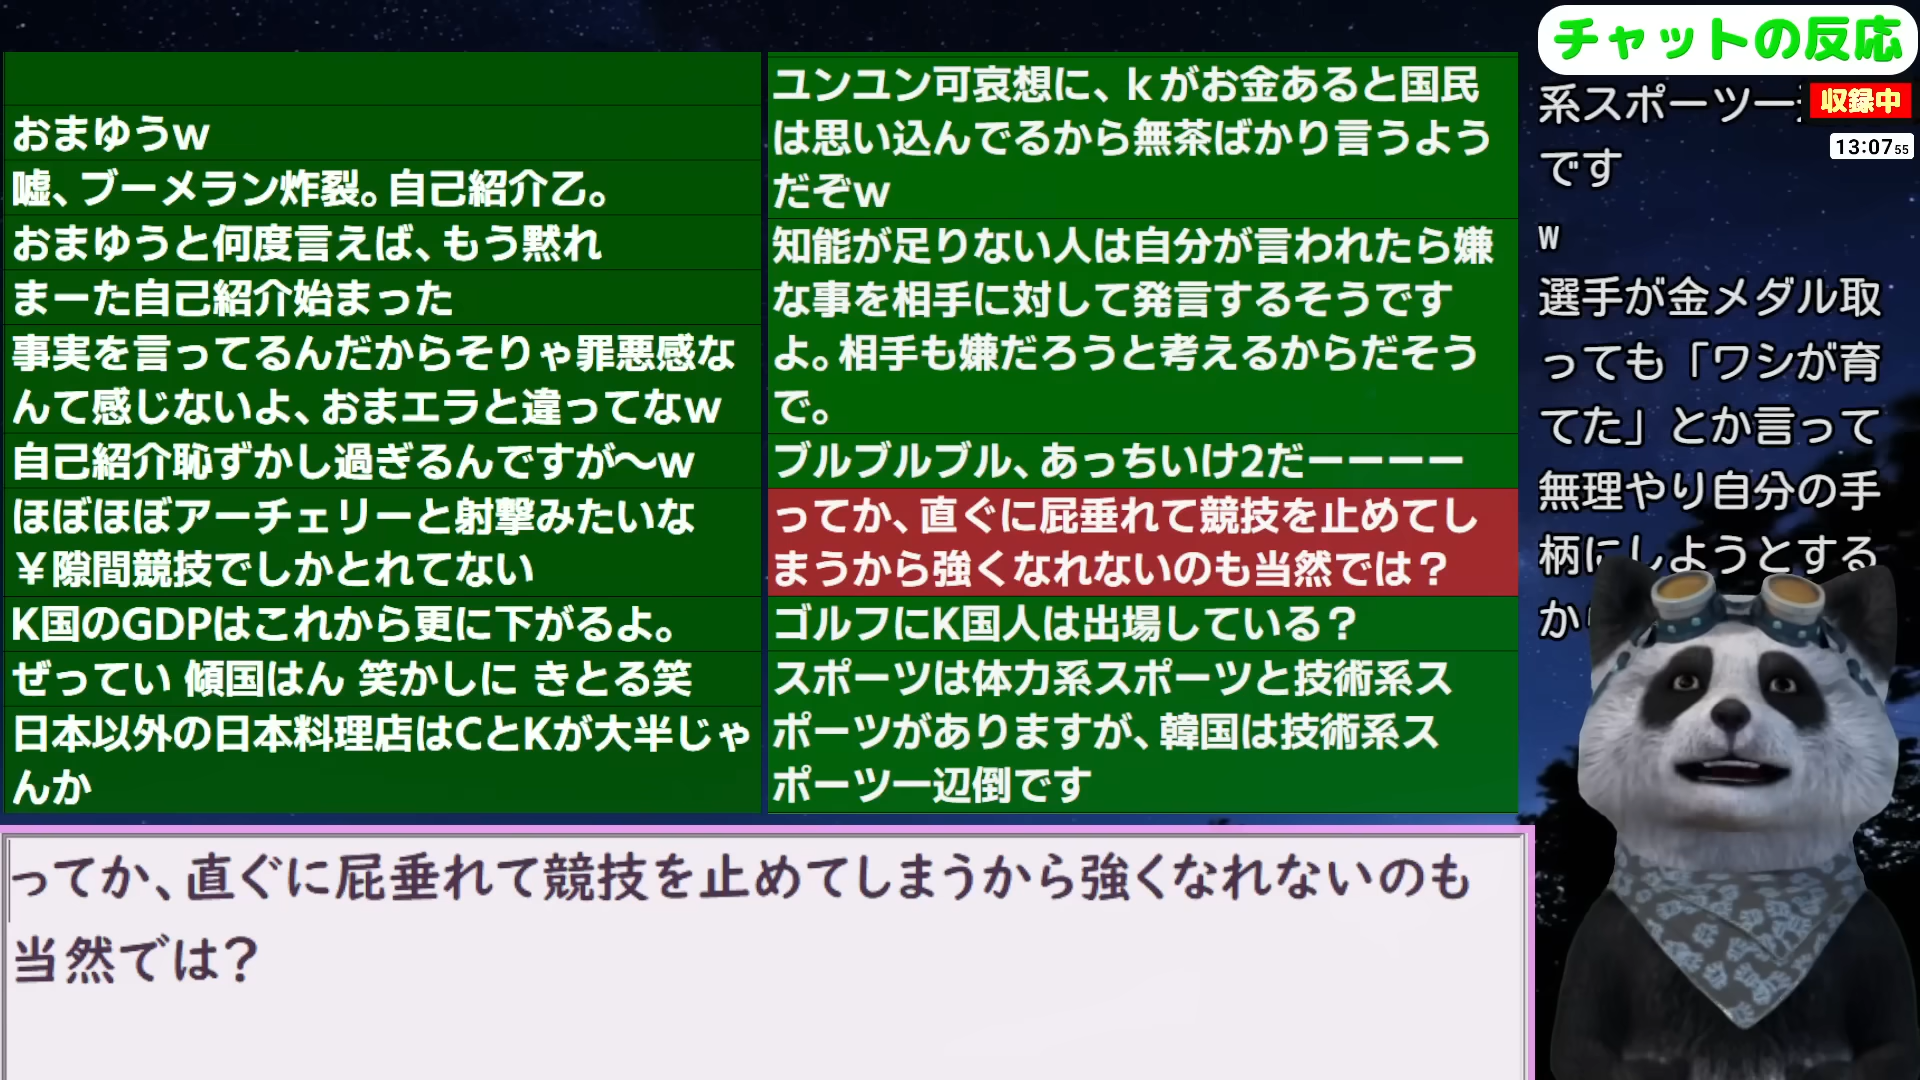 おまゆうw
嘘、ブーメラン炸裂。自己紹介乙。
おまゆうと何度言えば、もう黙れ
まーた自己紹介始まった
事実を言ってるんだからそりゃ罪悪感な
んて感じないよ、おまエラと違ってなw
自己紹介恥ずかし過ぎるんですが〜w
ほぼほぼアーチェリーと射撃みたいな
￥隙間競技でしかとれてない
K国のGDPはこれから更に下がるよ。
ぜってい 傾国はん 笑かしに きとる笑
日本以外の日本料理店はCとKが大半じゃ
んか
ユンユン可哀想に、kがお金あると国民
は思い込んでるから無茶ばかり言うよう
だぞw
知能が足りない人は自分が言われたら嫌
な事を相手に対して発言するそうです
よ。相手も嫌だろうと考えるからだそう
で。
ブルブルブル、あっちいけ2だーーーー
ってか、直ぐに屁垂れて競技を止めてし
まうから強くなれないのも当然では？
ゴルフにK国人は出場している？
スポーツは体力系スポーツと技術系ス
ポーツがありますが、韓国は技術系ス
ポーツ一辺倒です
ってか、直ぐに屁垂れて競技を止めてしまうから強くなれないのも
当然では？
チャットの反応
収録中
13:07 55
系スポーツ一
です
w
選手が金メダル取
っても「ワシが育
てた」とか言って
無理やり自分の手
柄にしようとする
か